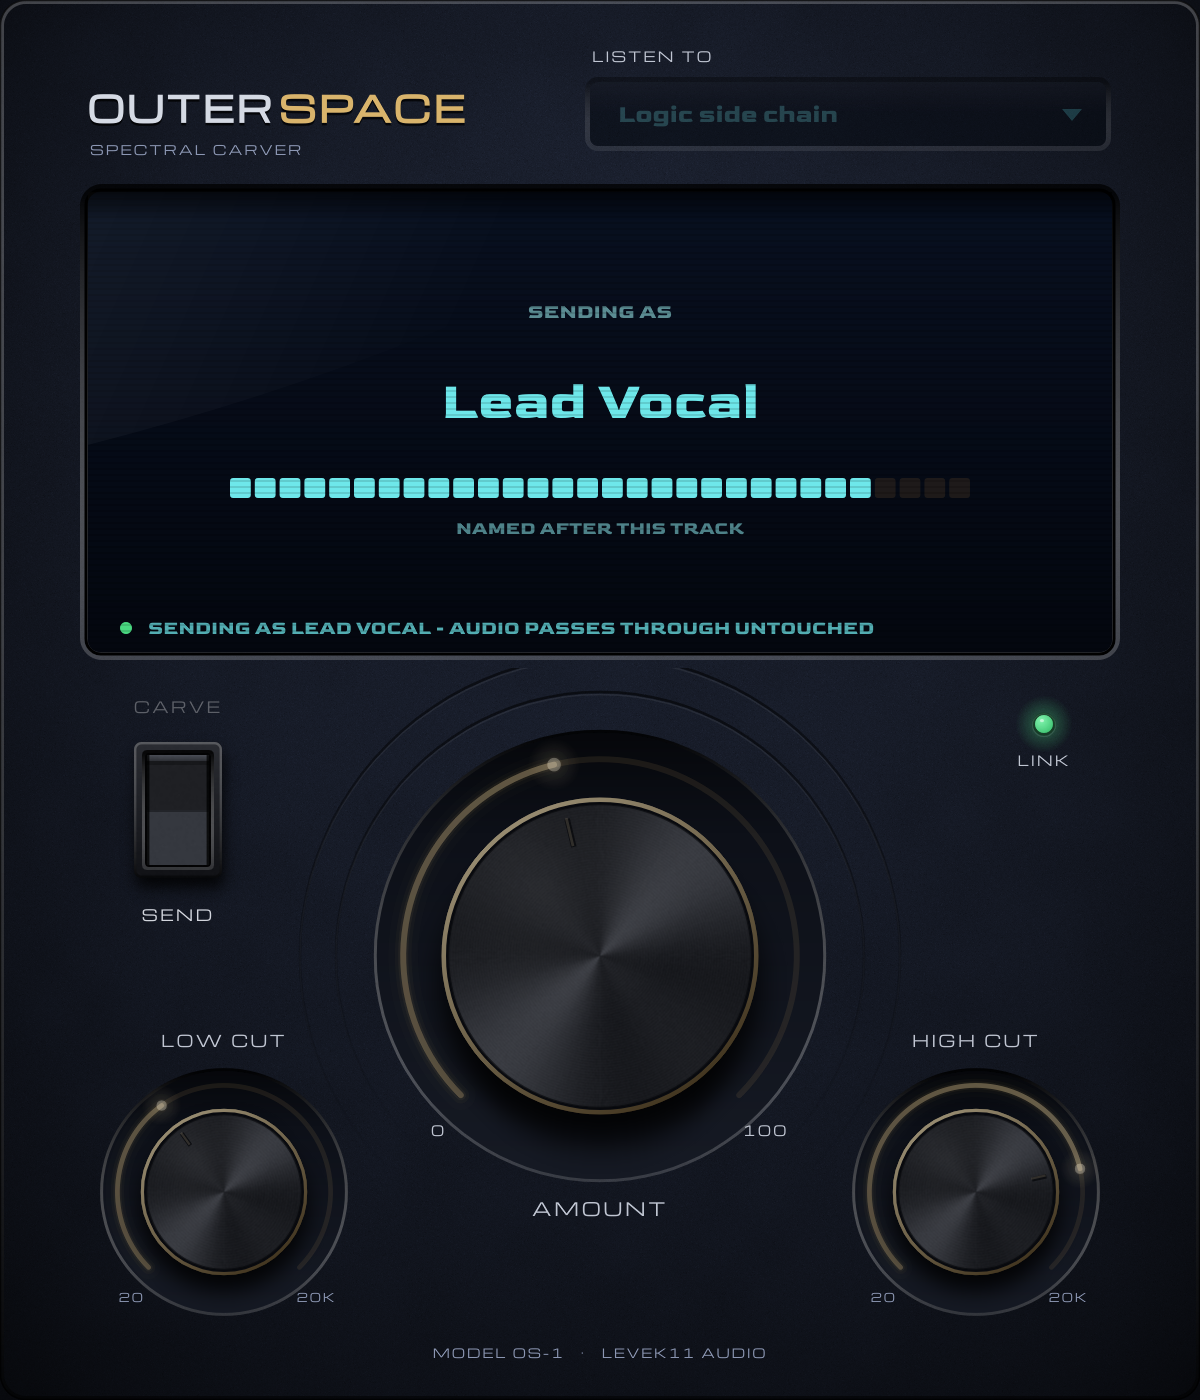 LISTEN TO
OUTERSPACE
Logic side chain
SPECTRAL CARVER
SENDING AS
Lead Vocal
NAMED AFTER THIS TRACK
SENDING AS LEAD VOCAL - AUDIO PASSES THROUGH UNTOUCHED
CARVE
LINK
SEND
LOW CUT
HIGH CUT
0
100
AMOUNT
20
20K
20
20K
MODEL OS-1 · LEVEK11 AUDIO